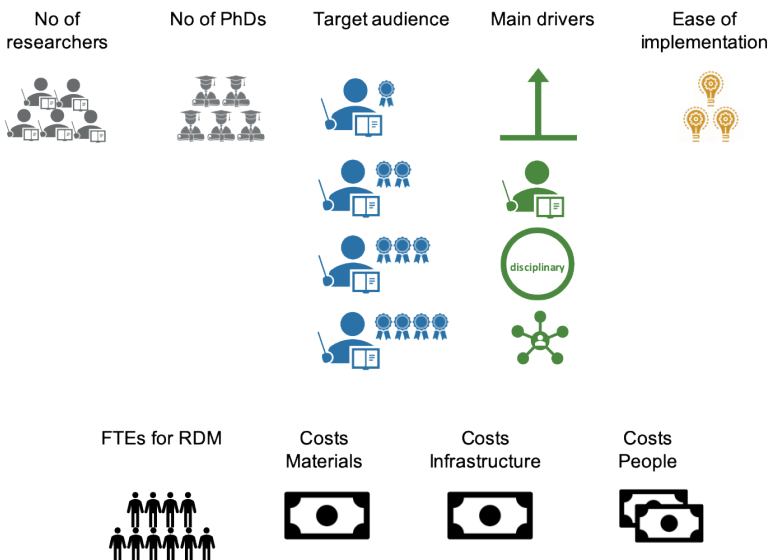 No of
researchers
No of PhDs
Target audience
Main drivers
Ease of
implementation
disciplinary
FTEs for RDM
Costs
Materials
Costs
Infrastructure
Costs
People